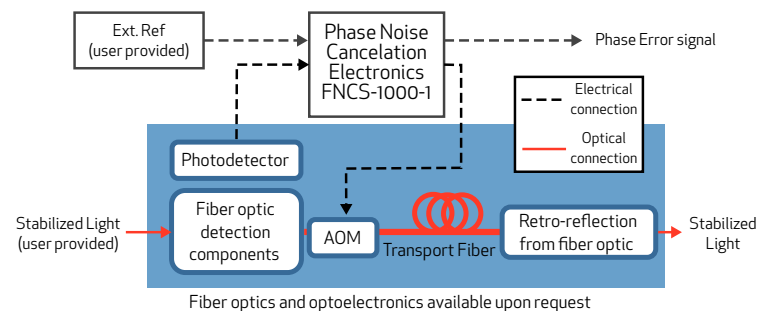 Ext. Ref
(user provided)
Phase Noise
Cancelation
Electronics
FNCS-1000-1
Phase Error signal
Electrical
connection
Optical
connection
Photodetector
Stabilized Light
(user provided)
Fiber optic
detection
components
AOM
Transport Fiber
Retro-reflection
from fiber optic
Stabilized
Light
Fiber optics and optoelectronics available upon request